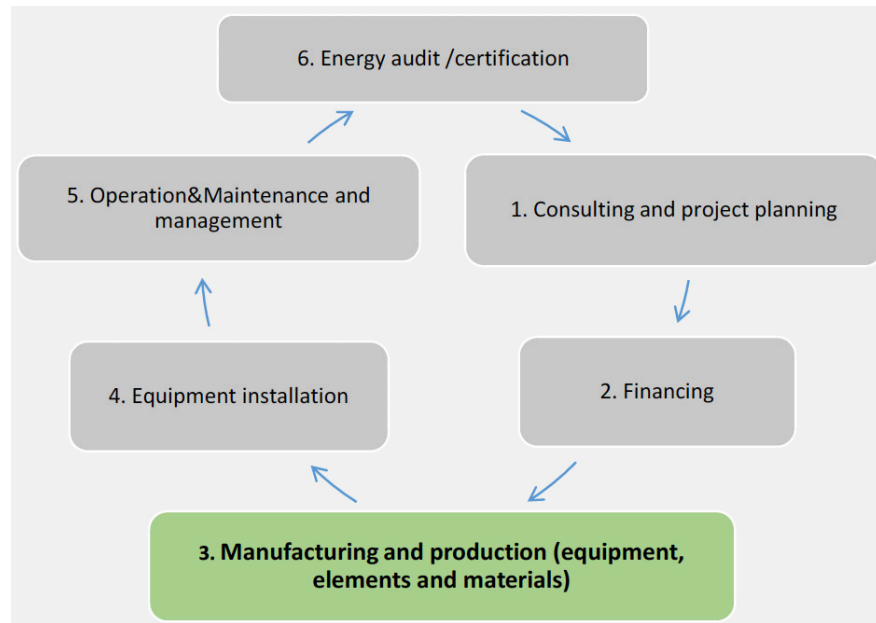 6. Energy audit /certification
5. Operation&Maintenance and
management
1. Consulting and project planning
4. Equipment installation
2. Financing
3. Manufacturing and production (equipment,
elements and materials)